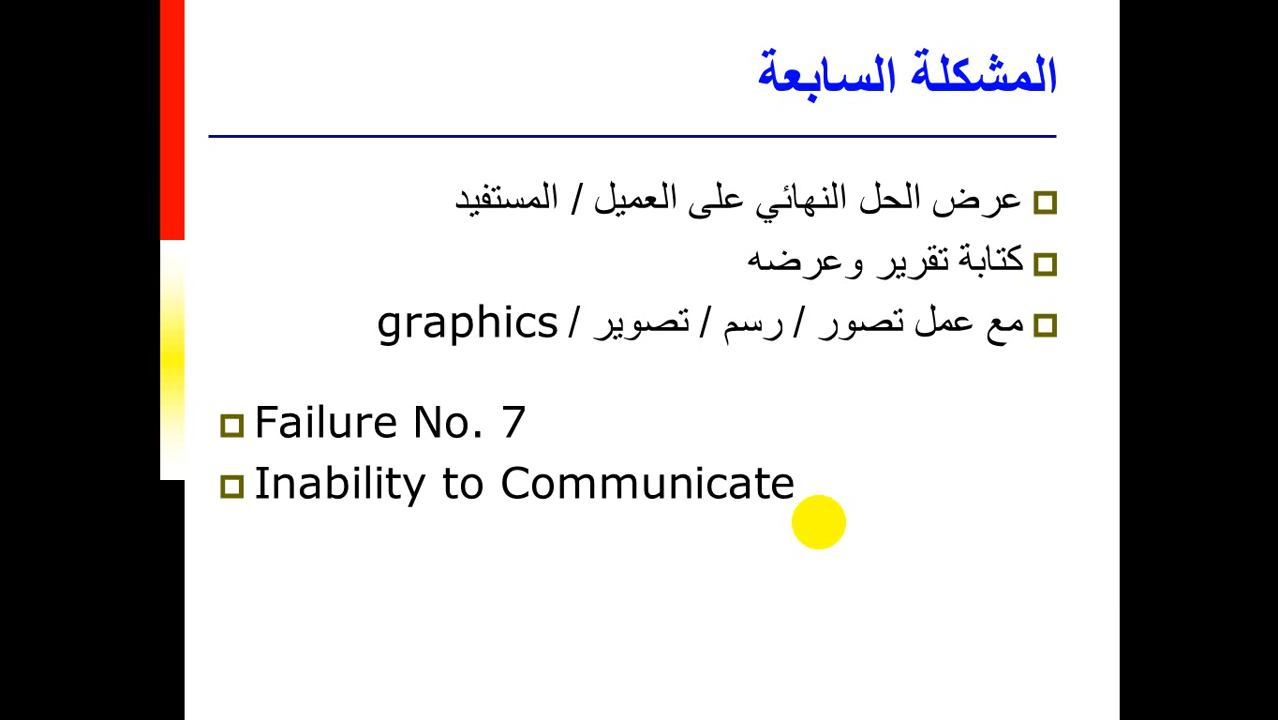 المشكلة السابعة
عرض الحل النهائي على العميل / المستفيد
كتابة تقرير وعرضه
مع عمل تصور / رسم / تصوير / graphics
Failure No. 7
Inability to Communicate